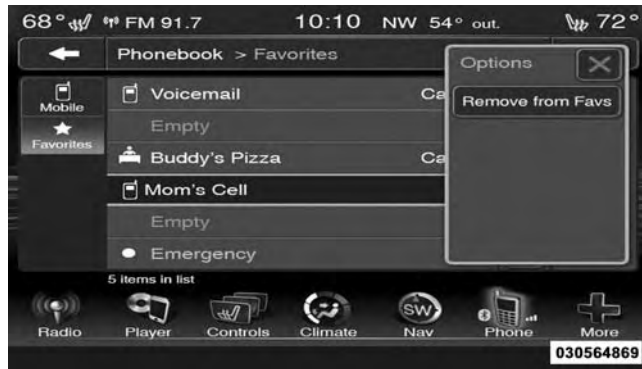 68° FM 91.7 10:10 NW 54° out. 72°
Phonebook > Favorites
Options
Mobile
Favorites
Voicemail Ca
Remove from Favs
Empty
Buddy's Pizza Ca
Mom's Cell
Empty
Emergency
5 items in list
SW
Radio Player Controls Climate Nav Phone More
030564869